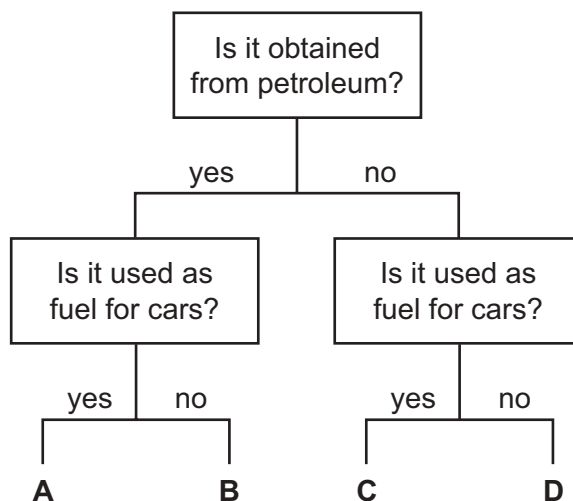 Is it obtained
from petroleum?
yes
no
Is it used as
fuel for cars?
Is it used as
fuel for cars?
yes
no
yes
no
A
B
C
D